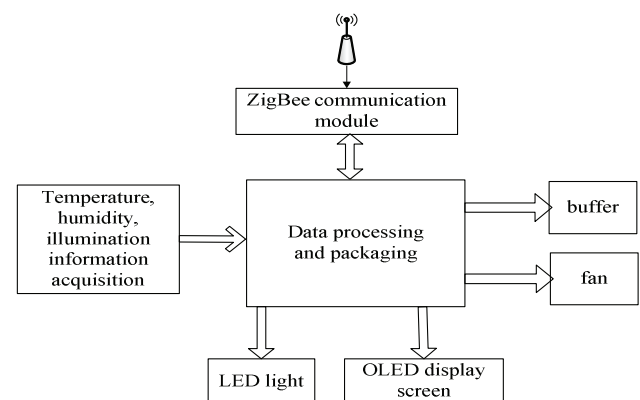 ZigBee communication
module
Temperature,
humidity,
illumination
information
acquisition
Data processing
and packaging
buffer
fan
LED light
OLED display
screen